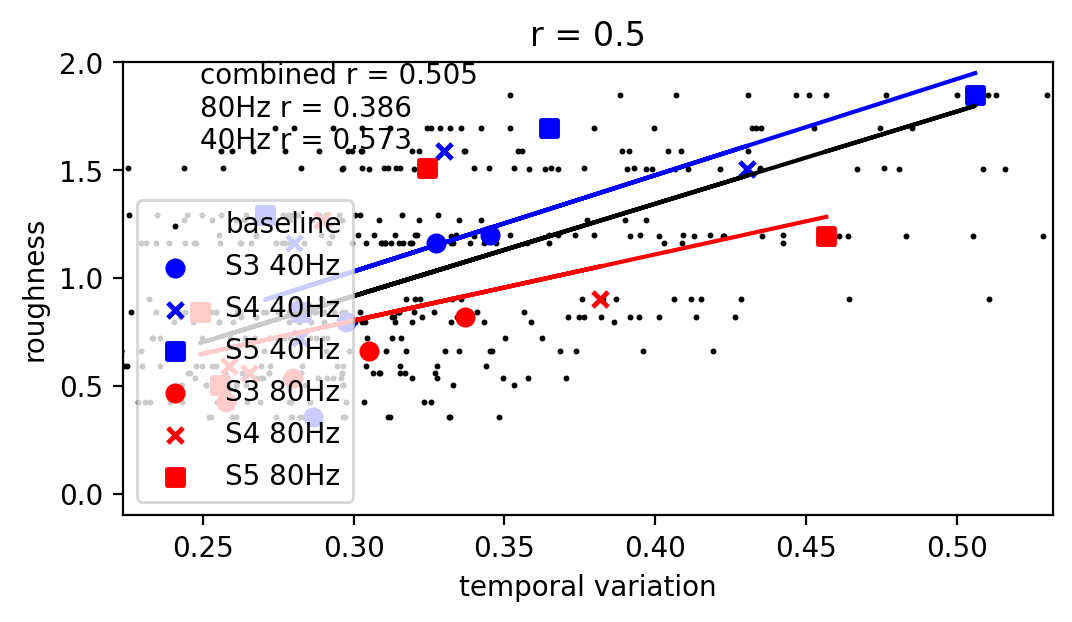 r = 0.5
combined r = 0.505
80Hz r = 0.386
40Hz r = 0.573
roughness
2.0
1.5
1.0
0.5
0.0
baseline
S3 40Hz
S4 40Hz
S5 40Hz
S3 80Hz
S4 80Hz
S5 80Hz
0.25 0.30 0.35 0.40 0.45 0.50
temporal variation